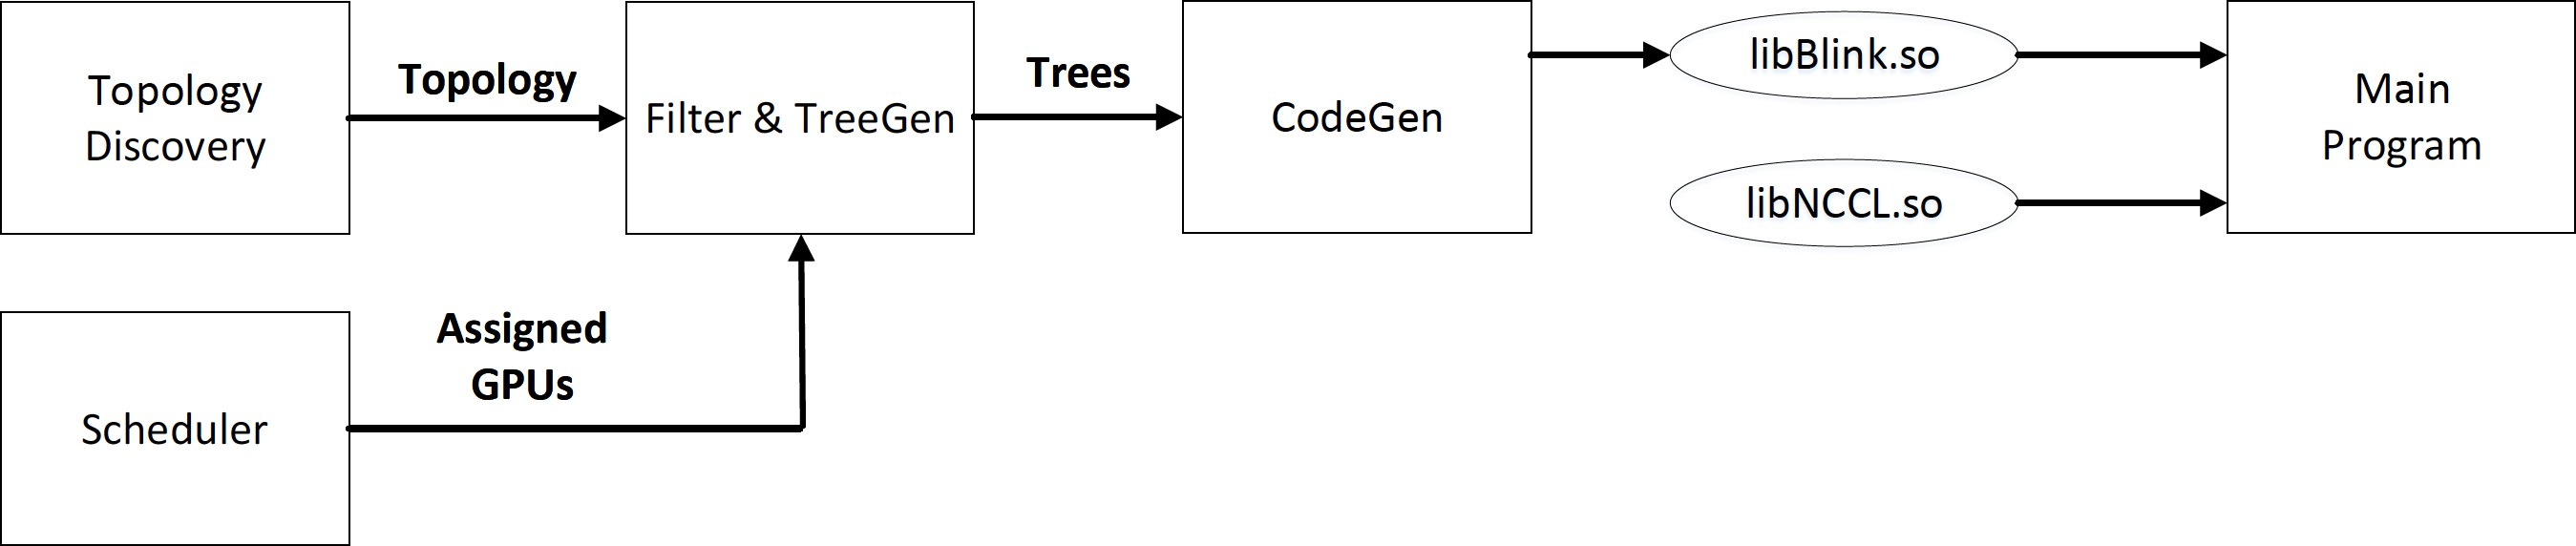 Topology
Discovery
Topology
Filter & TreeGen
Trees
CodeGen
libBlink.so
libNCCL.so
Main
Program
Scheduler
Assigned
GPUs